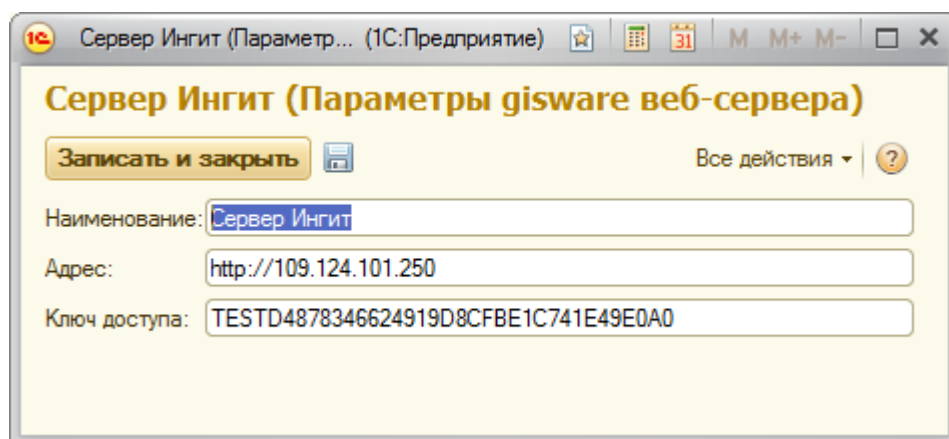 1С Сервер Ингит (Параметр... (1С:Предприятие) 31 M M+ M-
Сервер Ингит (Параметры gisware веб-сервера)
Записать и закрыть Все действия ?
Наименование: Сервер Ингит
Адрес: http://109.124.101.250
Ключ доступа: TESTD4878346624919D8CFBE1C741E49E0A0